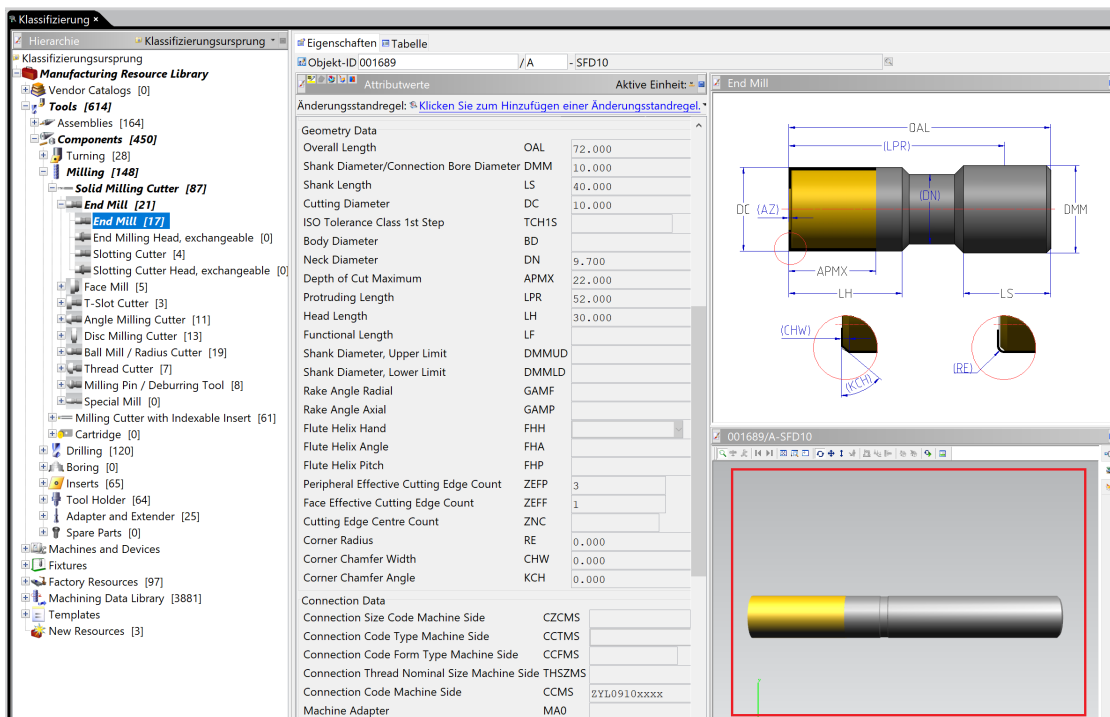 Klassifizierung ×
Hierarchie Klassifizierungsursprung
Klassifizierungsursprung
Manufacturing Resource Library
Vendor Catalogs [0]
Tools [614]
Assemblies [164]
Components [450]
Turning [28]
Milling [148]
Solid Milling Cutter [87]
End Mill [21]
End Mill [17]
End Milling Head, exchangeable [0]
Slotting Cutter [4]
Slotting Cutter Head, exchangeable [0]
Face Mill [5]
T-Slot Cutter [3]
Angle Milling Cutter [11]
Disc Milling Cutter [13]
Ball Mill / Radius Cutter [19]
Thread Cutter [7]
Milling Pin / Deburring Tool [8]
Special Mill [0]
Milling Cutter with Indexable Insert [61]
Cartridge [0]
Drilling [120]
Boring [0]
Inserts [65]
Tool Holder [64]
Adapter and Extender [25]
Spare Parts [0]
Machines and Devices
Fixtures
Factory Resources [97]
Machining Data Library [3881]
Templates
New Resources [3]
Eigenschaften Tabelle
Objekt-ID 001689 / A - SFD10
Attributwerte Aktive Einheit:
Änderungsstandregel: Klicken Sie zum Hinzufügen einer Änderungsstandregel.
Geometry Data
Overall Length OAL 72.000
Shank Diameter/Connection Bore Diameter DMM 10.000
Shank Length LS 40.000
Cutting Diameter DC 10.000
ISO Tolerance Class 1st Step TCH1S
Body Diameter BD
Neck Diameter DN 9.700
Depth of Cut Maximum APMX 22.000
Protruding Length LPR 52.000
Head Length LH 30.000
Functional Length LF
Shank Diameter, Upper Limit DMMUD
Shank Diameter, Lower Limit DMMLD
Rake Angle Radial GAMF
Rake Angle Axial GAMP
Flute Helix Hand FHH
Flute Helix Angle FHA
Flute Helix Pitch FHP
Peripheral Effective Cutting Edge Count ZEFP 3
Face Effective Cutting Edge Count ZEFF 1
Cutting Edge Centre Count ZNC
Corner Radius RE 0.000
Corner Chamfer Width CHW 0.000
Corner Chamfer Angle KCH 0.000
Connection Data
Connection Size Code Machine Side CZCMS
Connection Code Type Machine Side CCTMS
Connection Code Form Type Machine Side CCFMS
Connection Thread Nominal Size Machine Side THSZMS
Connection Code Machine Side CCMS ZYL0910xxxx
Machine Adapter MA0
End Mill
OAL
(LPR)
DC (AZ) (DN) DMM
APMX
LH LS
(CHW)
(KCH)
(RE)
001689/A-SFD10